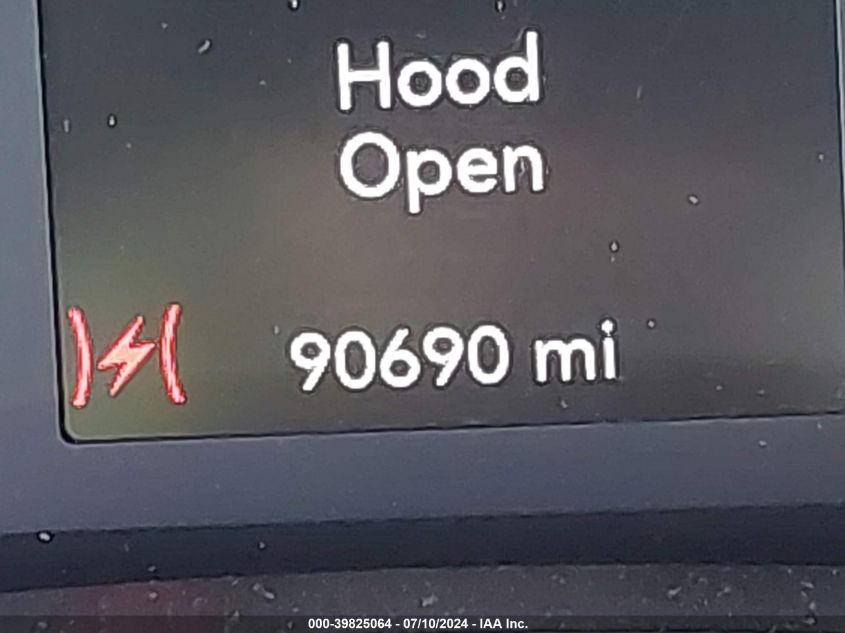 Hood
Open
90690 mi
000-39825064 - 07/10/2024 - IAA Inc.